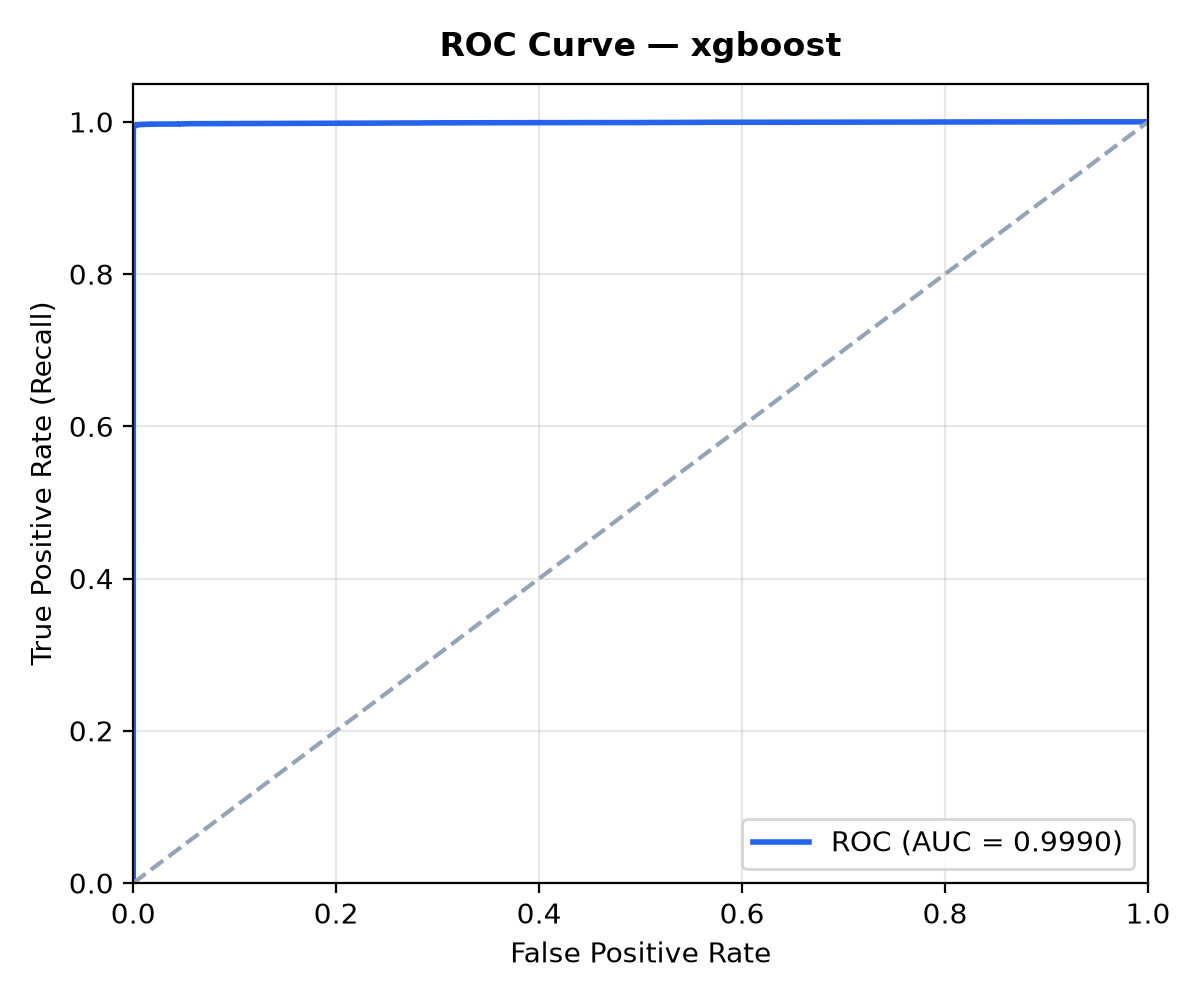 ROC Curve — xgboost
True Positive Rate (Recall)
1.0
0.8
0.6
0.4
0.2
0.0
ROC (AUC = 0.9990)
0.0 0.2 0.4 0.6 0.8 1.0
False Positive Rate